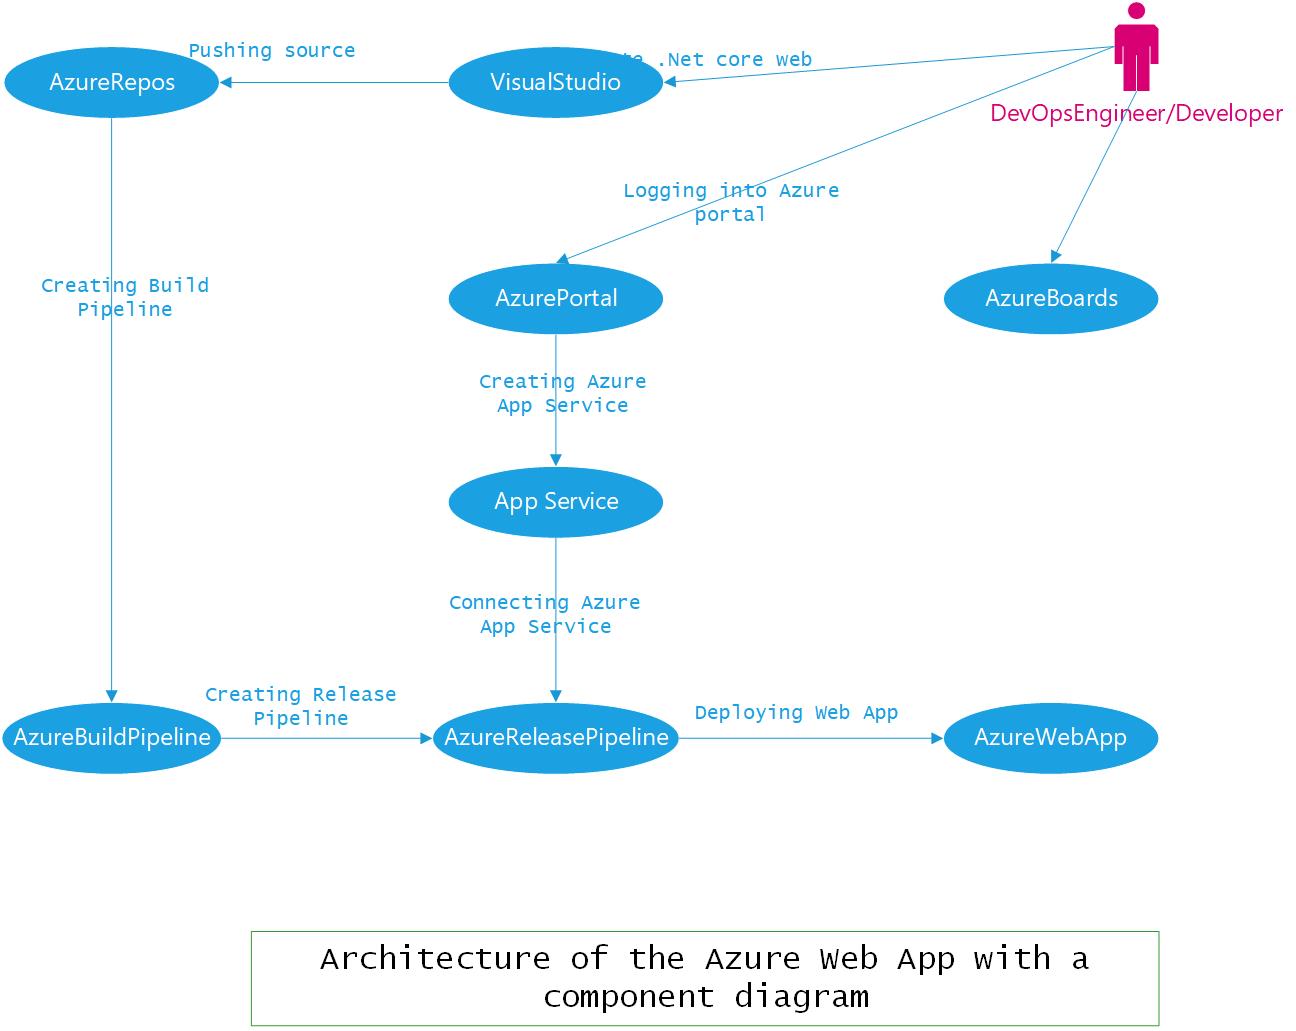 Pushing source
.Net core web
AzureRepos
VisualStudio
DevOpsEngineer/Developer
Logging into Azure
portal
Creating Build
Pipeline
AzurePortal
AzureBoards
Creating Azure
App Service
App Service
Connecting Azure
App Service
Creating Release
Pipeline
Deploying Web App
AzureBuildPipeline
AzureReleasePipeline
AzureWebApp
Architecture of the Azure Web App with a
component diagram